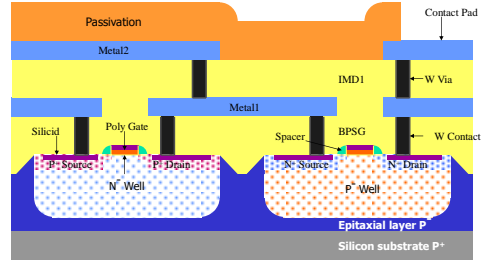 Contact Pad
Passivation
Metal2
IMD1
W Via
Metal1
Silicid
Poly Gate
Spacer
BPSG
W Contact
P⁻ Source
P⁻ Drain
N⁻ Source
N⁻ Drain
N⁻ Well
P⁻ Well
Epitaxial layer P⁻
Silicon substrate P⁺